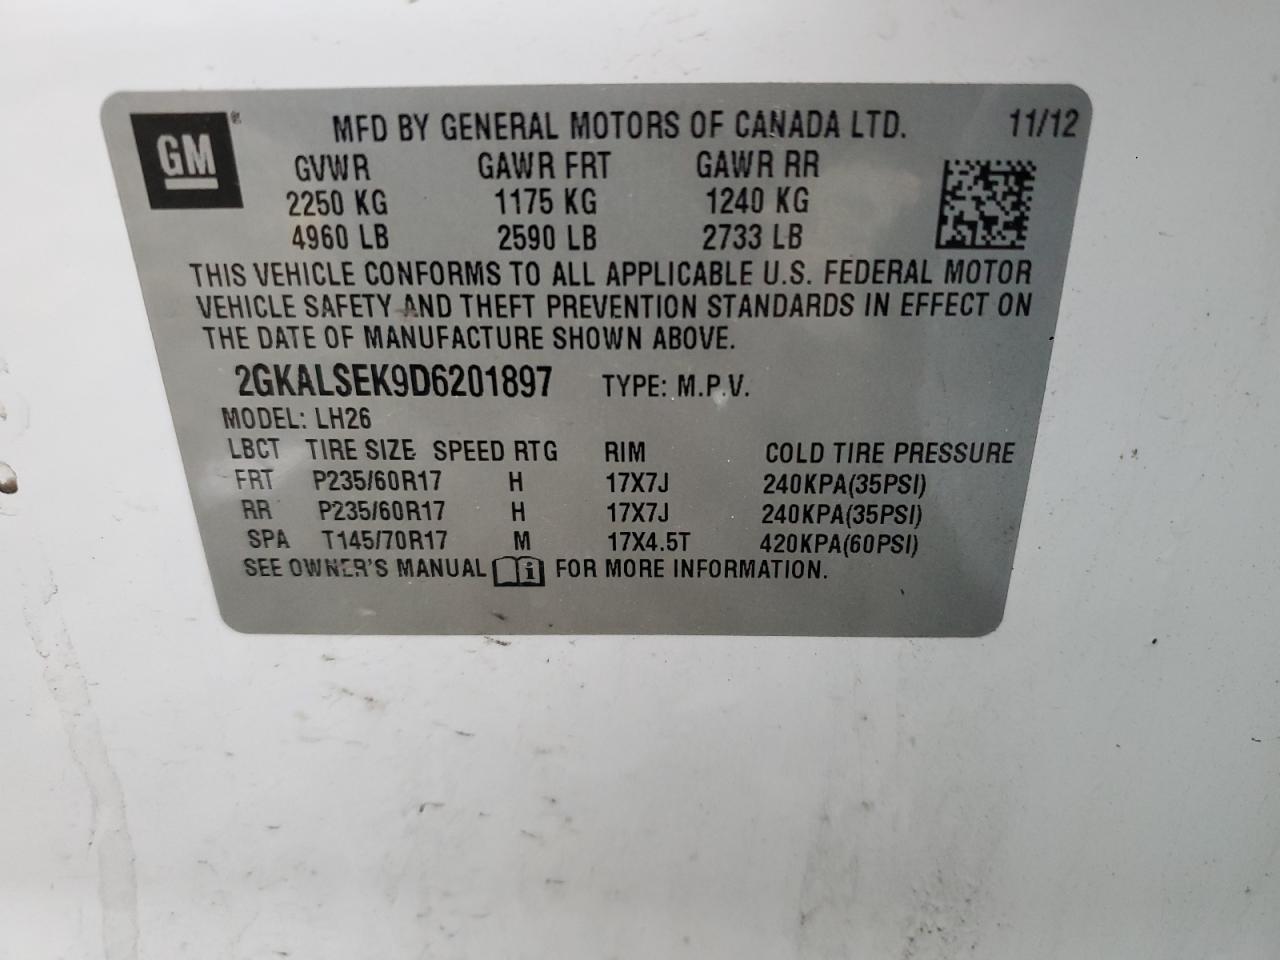 GM ® MFD BY GENERAL MOTORS OF CANADA LTD. 11/12
GVWR GAWR FRT GAWR RR
2250 KG 1175 KG 1240 KG
4960 LB 2590 LB 2733 LB
THIS VEHICLE CONFORMS TO ALL APPLICABLE U.S. FEDERAL MOTOR
VEHICLE SAFETY AND THEFT PREVENTION STANDARDS IN EFFECT ON
THE DATE OF MANUFACTURE SHOWN ABOVE.
2GKALSEK9D6201897 TYPE: M.P.V.
MODEL: LH26
LBCT TIRE SIZE SPEED RTG RIM COLD TIRE PRESSURE
FRT P235/60R17 H 17X7J 240KPA(35PSI)
RR P235/60R17 H 17X7J 240KPA(35PSI)
SPA T145/70R17 M 17X4.5T 420KPA(60PSI)
SEE OWNER'S MANUAL i FOR MORE INFORMATION.